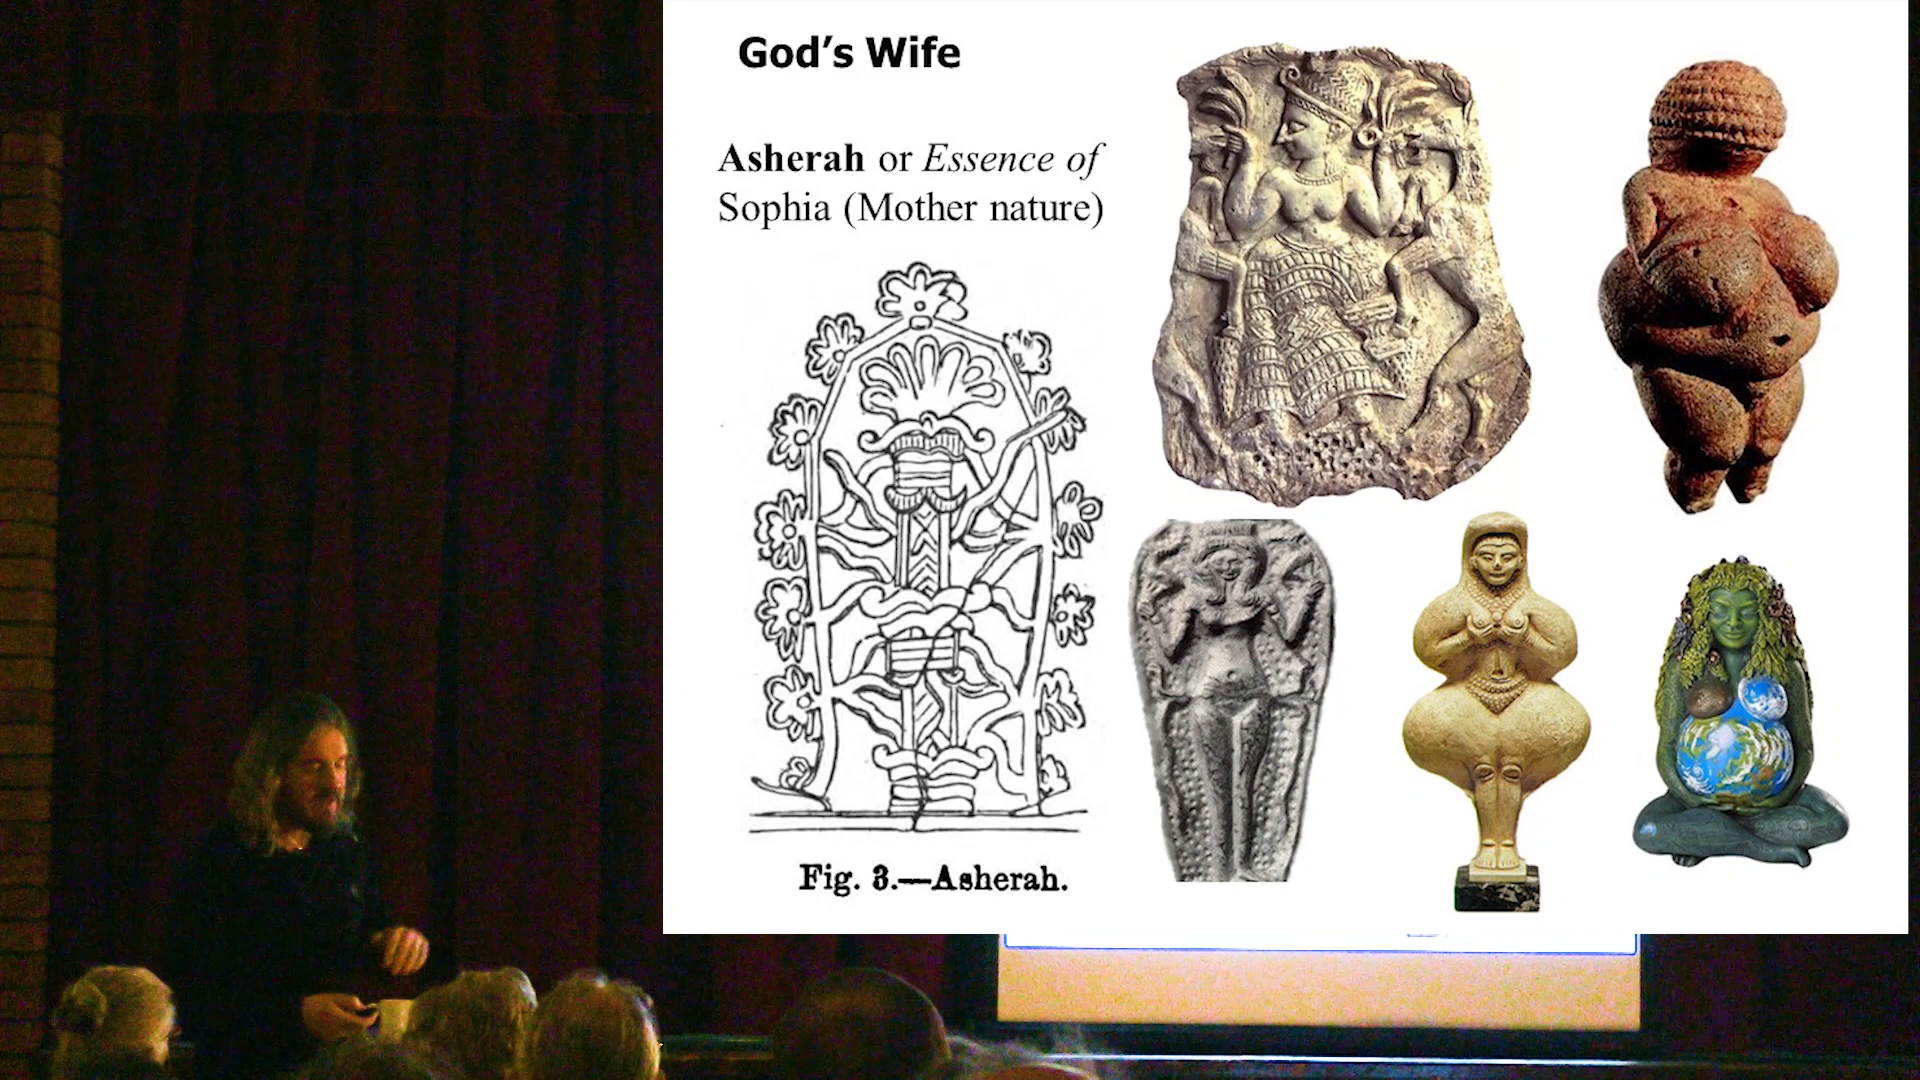 God’s Wife
Asherah or Essence of
Sophia (Mother nature)
Fig. 3.—Asherah.